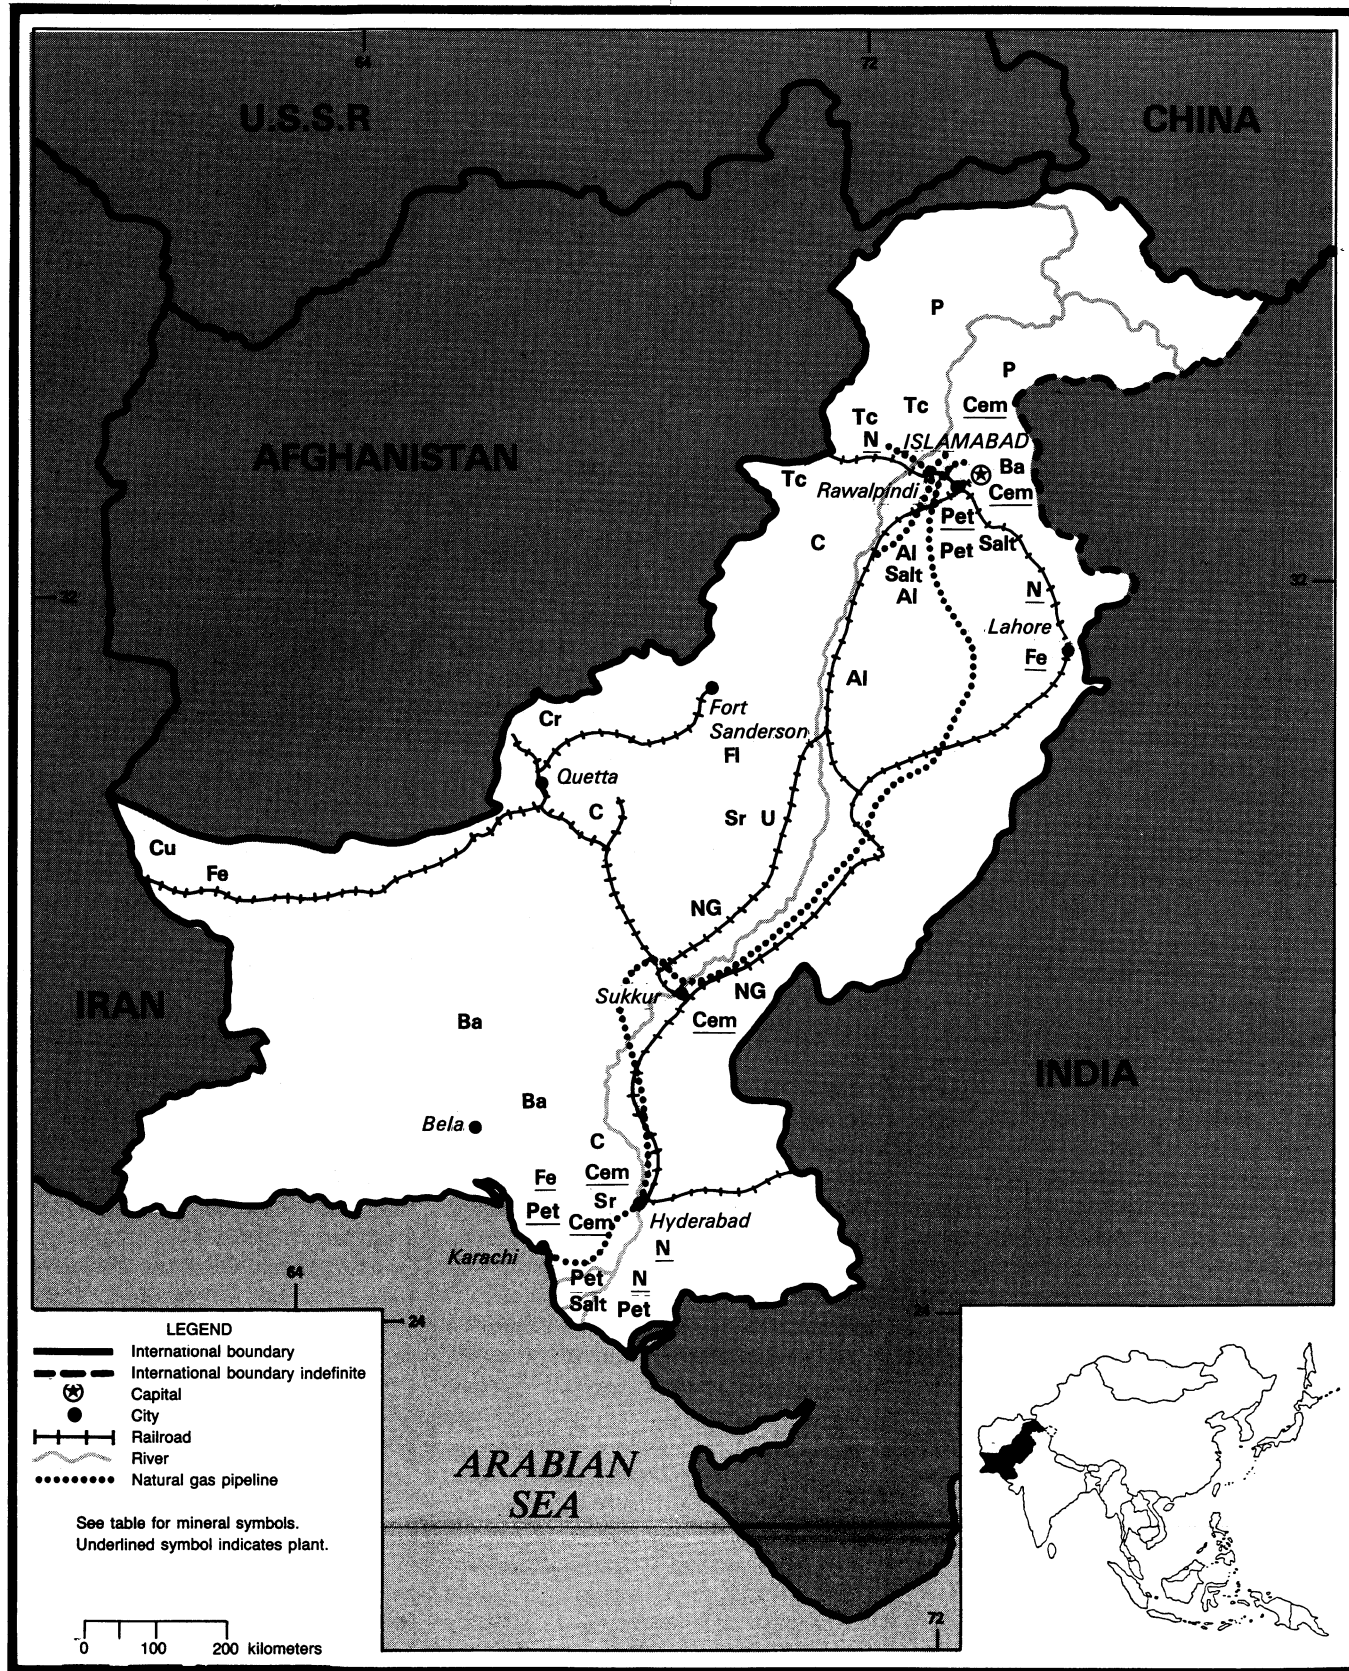 64
72
U.S.S.R
CHINA
P
P
Tc
Cem
Tc
N
ISLAMABAD
AFGHANISTAN
Tc
Ba
Rawalpindi
Cem
Pet
C
Al
Pet
Salt
Salt
Al
32
32
N
Lahore
Fe
Al
Fort
Sanderson
Cr
Fl
Quetta
C
Sr U
Cu
Fe
NG
IRAN
Sukkur
NG
Cem
Ba
INDIA
Ba
Bela
C
Fe
Cem
Sr
Pet
Cem
Hyderabad
N
Karachi
Pet
N
Salt
Pet
64
24
24
LEGEND
International boundary
International boundary indefinite
Capital
City
Railroad
River
Natural gas pipeline
See table for mineral symbols.
Underlined symbol indicates plant.
0 100 200 kilometers
ARABIAN
SEA
72